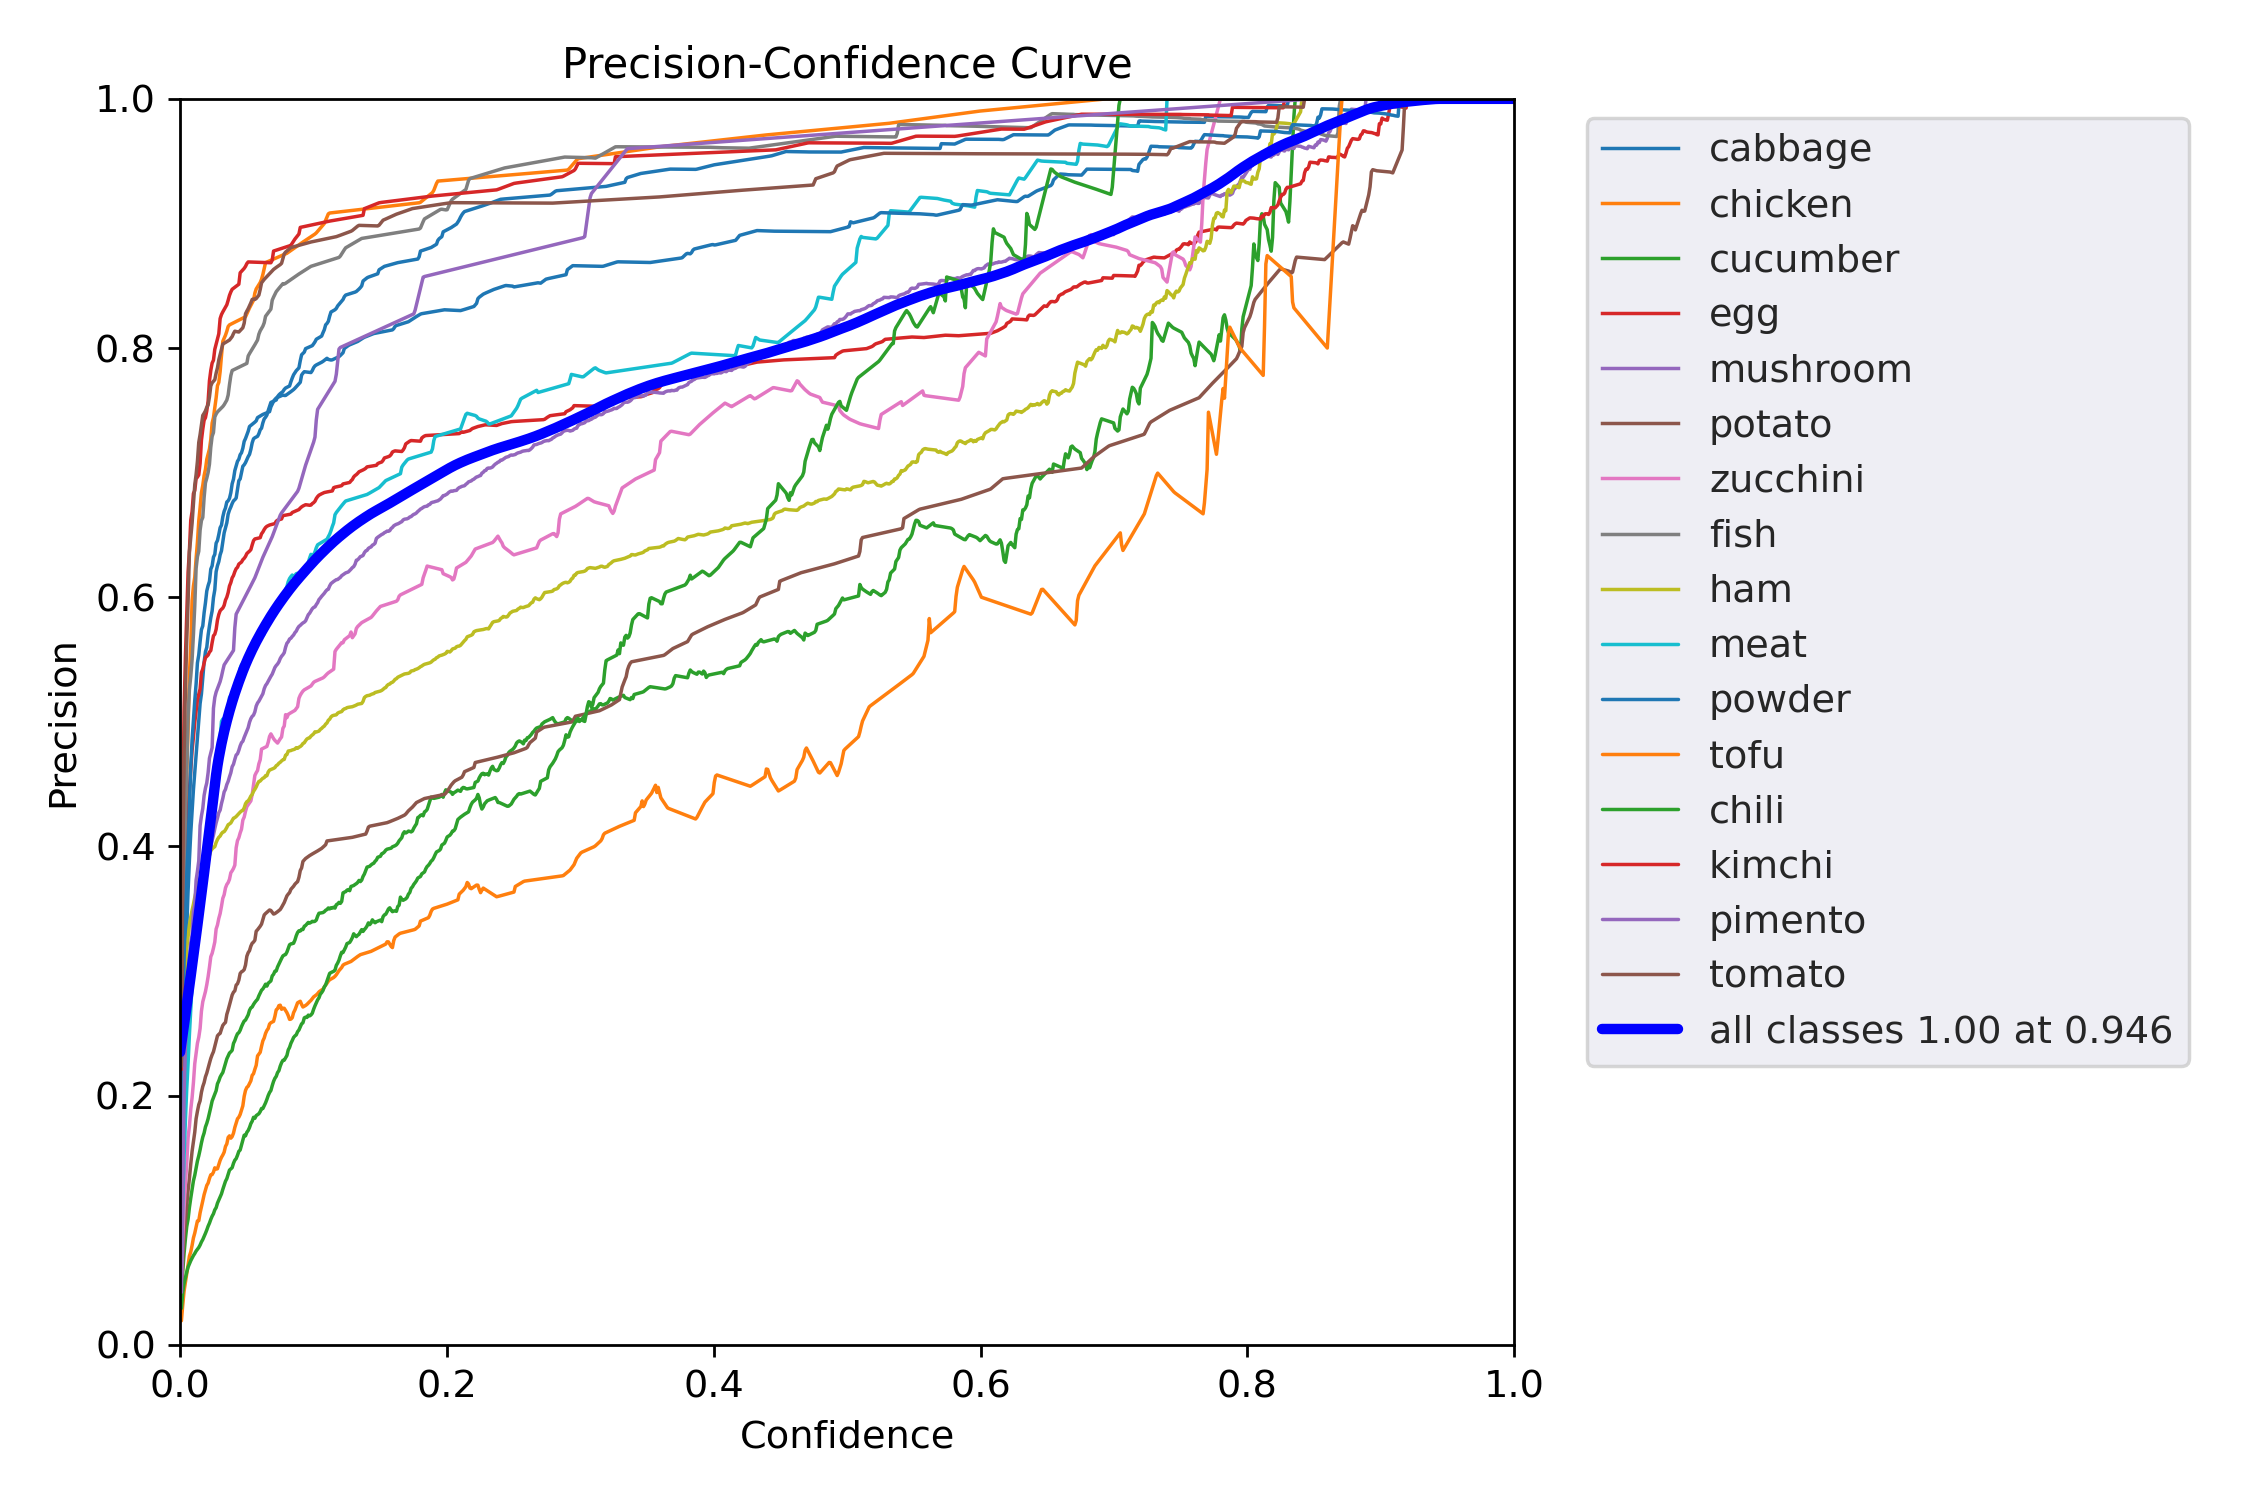 Precision-Confidence Curve
1.0
0.8
0.6
0.4
0.2
0.0
Precision
0.0 0.2 0.4 0.6 0.8 1.0
Confidence
cabbage
chicken
cucumber
egg
mushroom
potato
zucchini
fish
ham
meat
powder
tofu
chili
kimchi
pimento
tomato
all classes 1.00 at 0.946